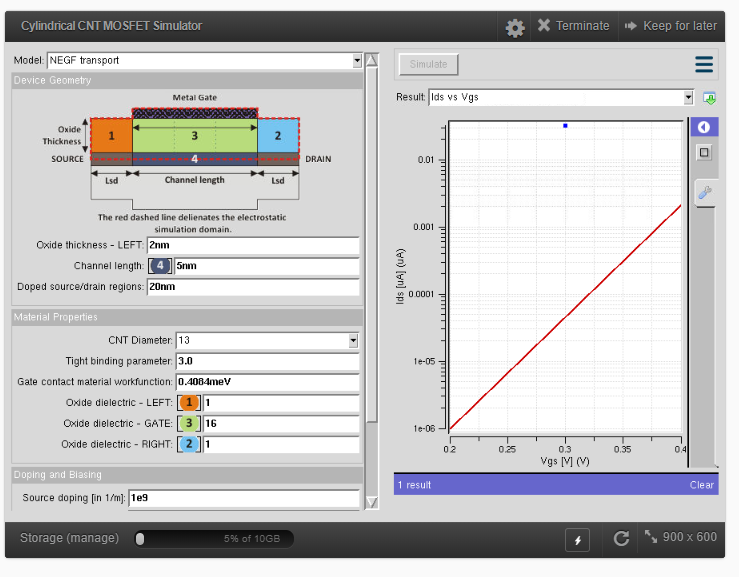 Cylindrical CNT MOSFET Simulator
Terminate
Keep for later
Model: NEGF transport
Device Geometry
Metal Gate
Oxide
Thickness
1
3
2
SOURCE
4
DRAIN
Lsd
Channel length
Lsd
The red dashed line delienates the electrostatic
simulation domain.
Oxide thickness - LEFT: 2nm
Channel length: 4 5nm
Doped source/drain regions: 20nm
Material Properties
CNT Diameter: 13
Tight binding parameter: 3.0
Gate contact material workfunction: 0.4084meV
Oxide dielectric - LEFT: 1 1
Oxide dielectric - GATE: 3 16
Oxide dielectric - RIGHT: 2 1
Doping and Biasing
Source doping [in 1/m]: 1e9
Simulate
Result: Ids vs Vgs
0.01
0.001
0.0001
1e-05
1e-06
Ids [uA] (uA)
0.2 0.25 0.3 0.35 0.4
Vgs [V] (V)
1 result Clear
Storage (manage)
5% of 10GB
900 x 600